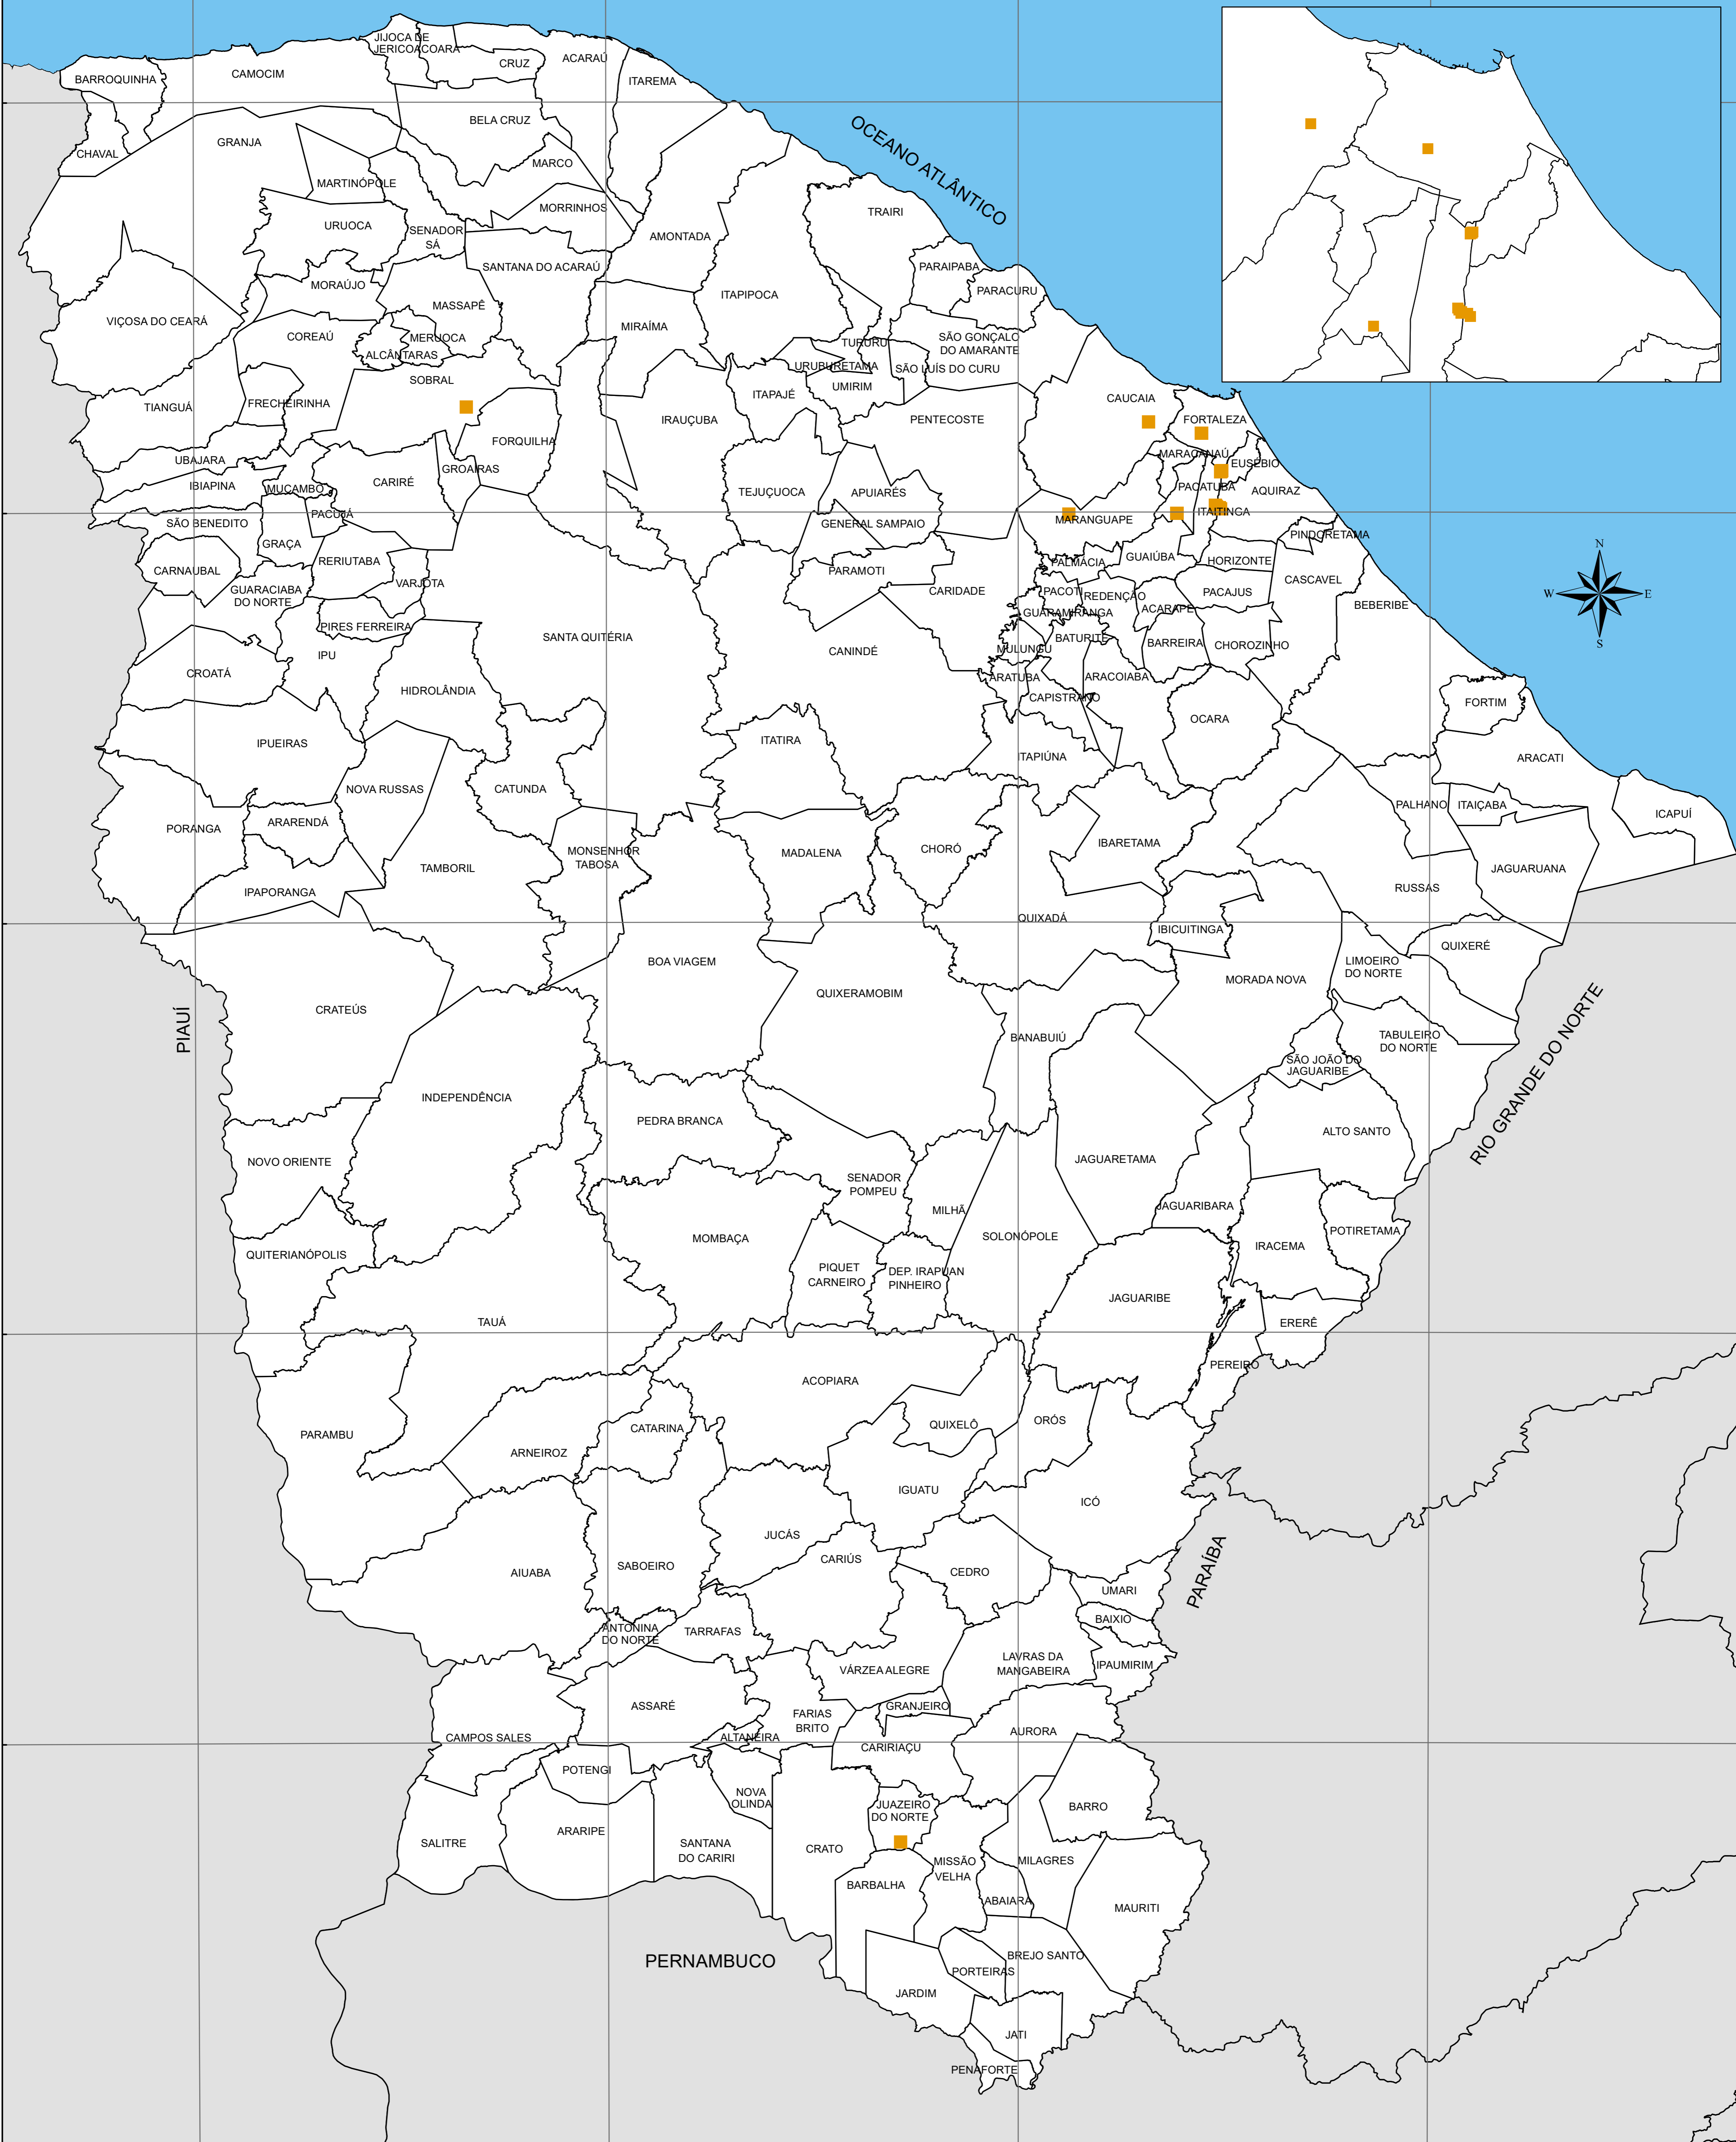 JIJOCA DE
JERICOACOARA
CRUZ
ACARAÚ
ITAREMA
BARROQUINHA
CAMOCIM
BELA CRUZ
GRANJA
CHAVAL
MARCO
MARTINÓPOLE
MORRINHOS
URUOCA
SENADOR
SÁ
AMONTADA
TRAIRI
OCEANO ATLÂNTICO
SANTANA DO ACARAÚ
PARAIPABA
PARACURU
MORAÚJO
ITAPIPOCA
MASSAPÊ
VIÇOSA DO CEARÁ
MIRAÍMA
COREAÚ
MERUOCA
ALCÂNTARAS
TURURU
SÃO GONÇALO
DO AMARANTE
URUBURETAMA
SÃO LUÍS DO CURU
SOBRAL
UMIRIM
ITAPAJÉ
CAUCAIA
FRECHEIRINHA
TIANGUÁ
IRAUÇUBA
PENTECOSTE
FORTALEZA
FORQUILHA
MARACANAÚ
EUSÉBIO
UBAJARA
GROAÍRAS
IBIAPINA
MUCAMBO
CARIRÉ
TEJUÇUOCA
APUIARÉS
PACATUBA
AQUIRAZ
PACUJÁ
SÃO BENEDITO
GENERAL SAMPAIO
MARANGUAPE
ITAITINGA
PINDORETAMA
GRAÇA
RERIUTABA
CARNAUBAL
PARAMOTI
PALMÁCIA
GUAIÚBA
HORIZONTE
N
W
E
S
VARJOTA
GUARACIABA
DO NORTE
CARIDADE
PACOTI
REDENÇÃO
PACAJUS
CASCAVEL
BEBERIBE
GUARAMIRANGA
ACARAPE
PIRES FERREIRA
SANTA QUITÉRIA
CANINDÉ
MULUNGU
BATURITÉ
BARREIRA
CHOROZINHO
IPU
CROATÁ
ARATUBA
ARACOIABA
HIDROLÂNDIA
CAPISTRANO
FORTIM
OCARA
IPUEIRAS
ITATIRA
ITAPIÚNA
ARACATI
NOVA RUSSAS
CATUNDA
PALHANO
ITAIÇABA
ICAPUÍ
PORANGA
ARARENDÁ
IBARETAMA
MONSENHOR
TABOSA
MADALENA
CHORÓ
TAMBORIL
JAGUARUANA
IPAPORANGA
RUSSAS
QUIXADÁ
IBICUITINGA
QUIXERÉ
BOA VIAGEM
LIMOEIRO
DO NORTE
QUIXERAMOBIM
MORADA NOVA
CRATEÚS
PIAUÍ
BANABUIÚ
TABULEIRO
DO NORTE
SÃO JOÃO DO
JAGUARIBE
RIO GRANDE DO NORTE
INDEPENDÊNCIA
PEDRA BRANCA
ALTO SANTO
NOVO ORIENTE
JAGUARETAMA
SENADOR
POMPEU
MILHÃ
JAGUARIBARA
SOLONÓPOLE
MOMBAÇA
POTIRETAMA
IRACEMA
QUITERIANÓPOLIS
PIQUET
CARNEIRO
DEP. IRAPUAN
PINHEIRO
JAGUARIBE
TAUÁ
ERERÊ
PEREIRO
ACOPIARA
PARAMBU
CATARINA
QUIXELÔ
ORÓS
ARNEIROZ
IGUATU
ICÓ
JUCÁS
CARIÚS
SABOEIRO
AIUABA
CEDRO
UMARI
PARAÍBA
BAIXIO
ANTONINA
DO NORTE
TARRAFAS
LAVRAS DA
MANGABEIRA
IPAUMIRIM
VÁRZEA ALEGRE
ASSARÉ
GRANJEIRO
FARIAS
BRITO
AURORA
CAMPOS SALES
ALTANEIRA
CARIRIAÇU
POTENGI
NOVA
OLINDA
JUAZEIRO
DO NORTE
BARRO
ARARIPE
SALITRE
SANTANA
DO CARIRI
CRATO
MISSÃO
VELHA
MILAGRES
BARBALHA
ABAIARA
MAURITI
PERNAMBUCO
BREJO SANTO
PORTEIRAS
JARDIM
JATI
PENAFORTE